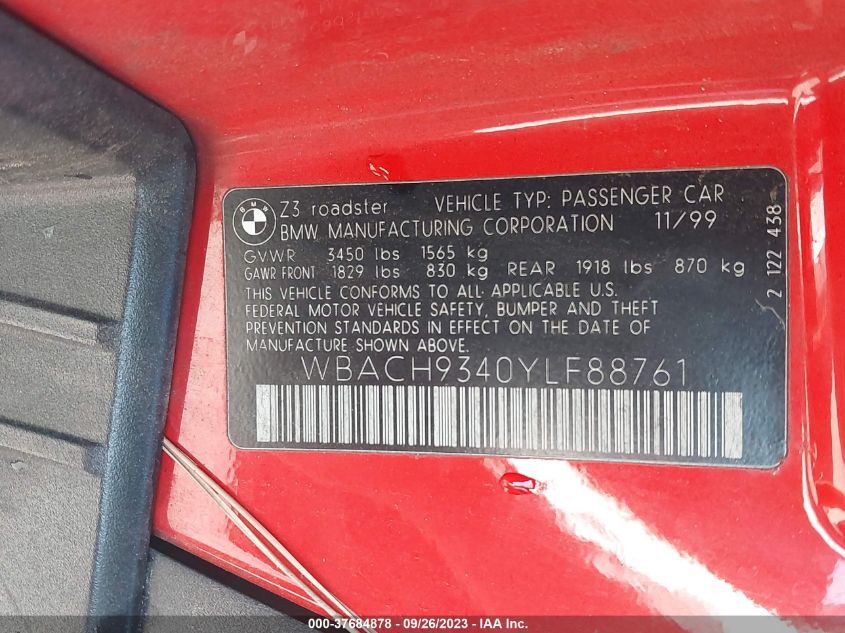 BMW
Z3 roadster VEHICLE TYP: PASSENGER CAR
BMW MANUFACTURING CORPORATION 11/99
GVWR 3450 lbs 1565 kg
GAWR FRONT 1829 lbs 830 kg REAR 1918 lbs 870 kg
THIS VEHICLE CONFORMS TO ALL APPLICABLE U.S.
FEDERAL MOTOR VEHICLE SAFETY, BUMPER AND THEFT
PREVENTION STANDARDS IN EFFECT ON THE DATE OF
MANUFACTURE SHOWN ABOVE.
WBACH9340YLF88761
2 122 438
000-37684878 - 09/26/2023 - IAA Inc.